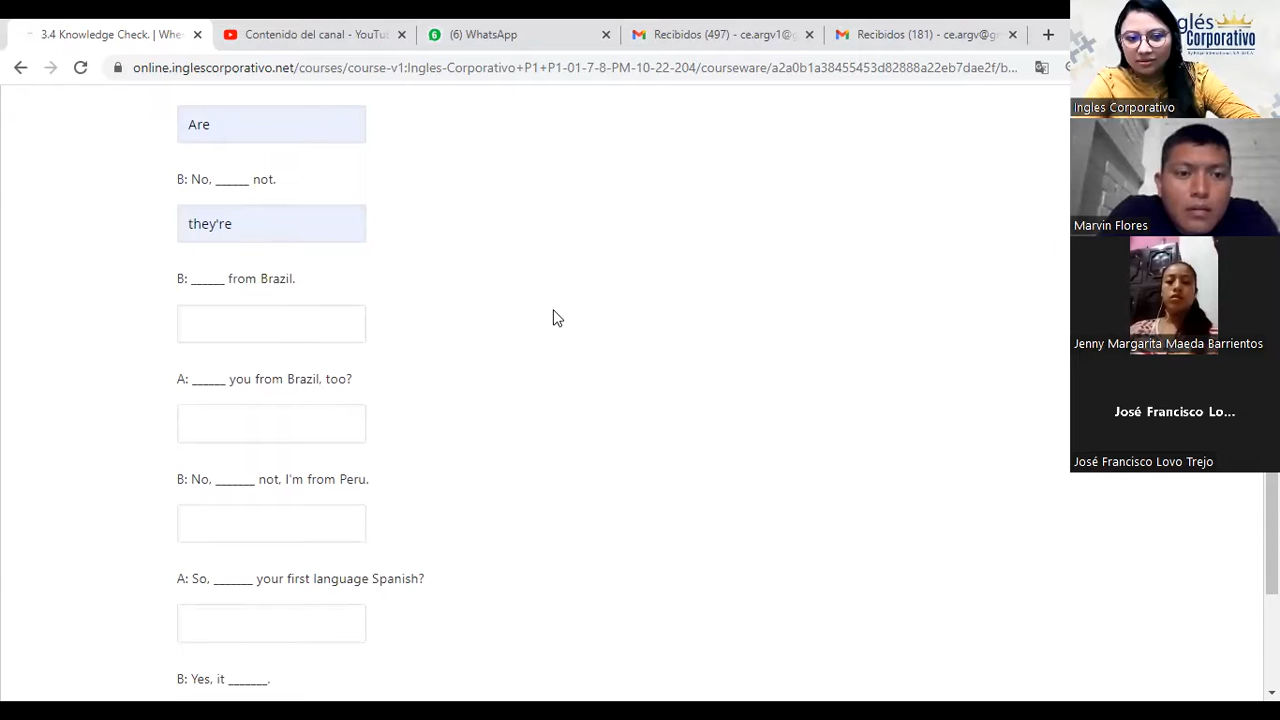 3.4 Knowledge Check. | Whe
Contenido del canal - YouTu
(6) WhatsApp
Recibidos (497) - ce.argv1@
Recibidos (181) - ce.argv@g
online.inglescorporativo.net/courses/course-v1:Ingles-Corpor
+P1+P1-01-7-8-PM-10-22-204/courseware/a2a0b1a38455453d82888a22eb7dae2f/b...
Inglés
Corporativo
Ingles Corporativo
Are
B: No, ______ not.
they're
B: ______ from Brazil.
A: ______ you from Brazil, too?
B: No, _______ not, I'm from Peru.
A: So, _______ your first language Spanish?
B: Yes, it _______.
Marvin Flores
Jenny Margarita Maeda Barrientos
José Francisco Lo...
José Francisco Lovo Trejo